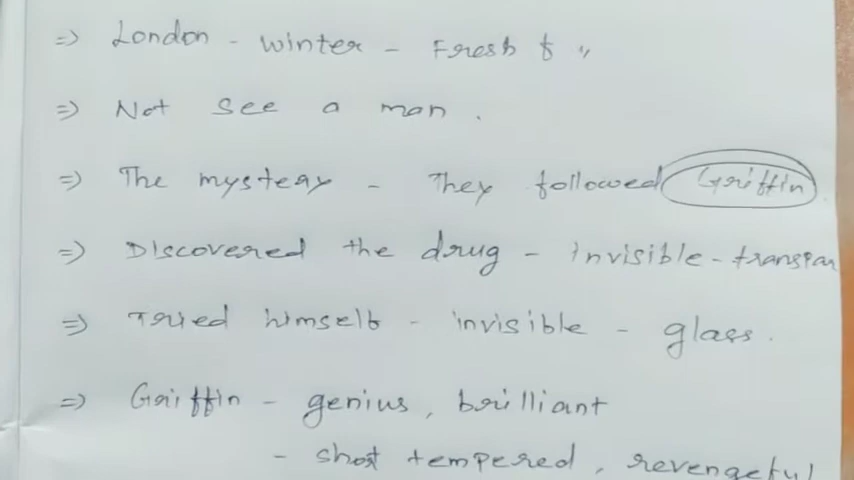 ⇒ London - winter - Fresh f "
⇒ Not see a man.
⇒ The mysteay - They followed Griffin
⇒ Discovered the drug - invisible - transpar
⇒ Tried himself - invisible - glass.
⇒ Griffin - genius, brilliant
- short tempered, revengeful